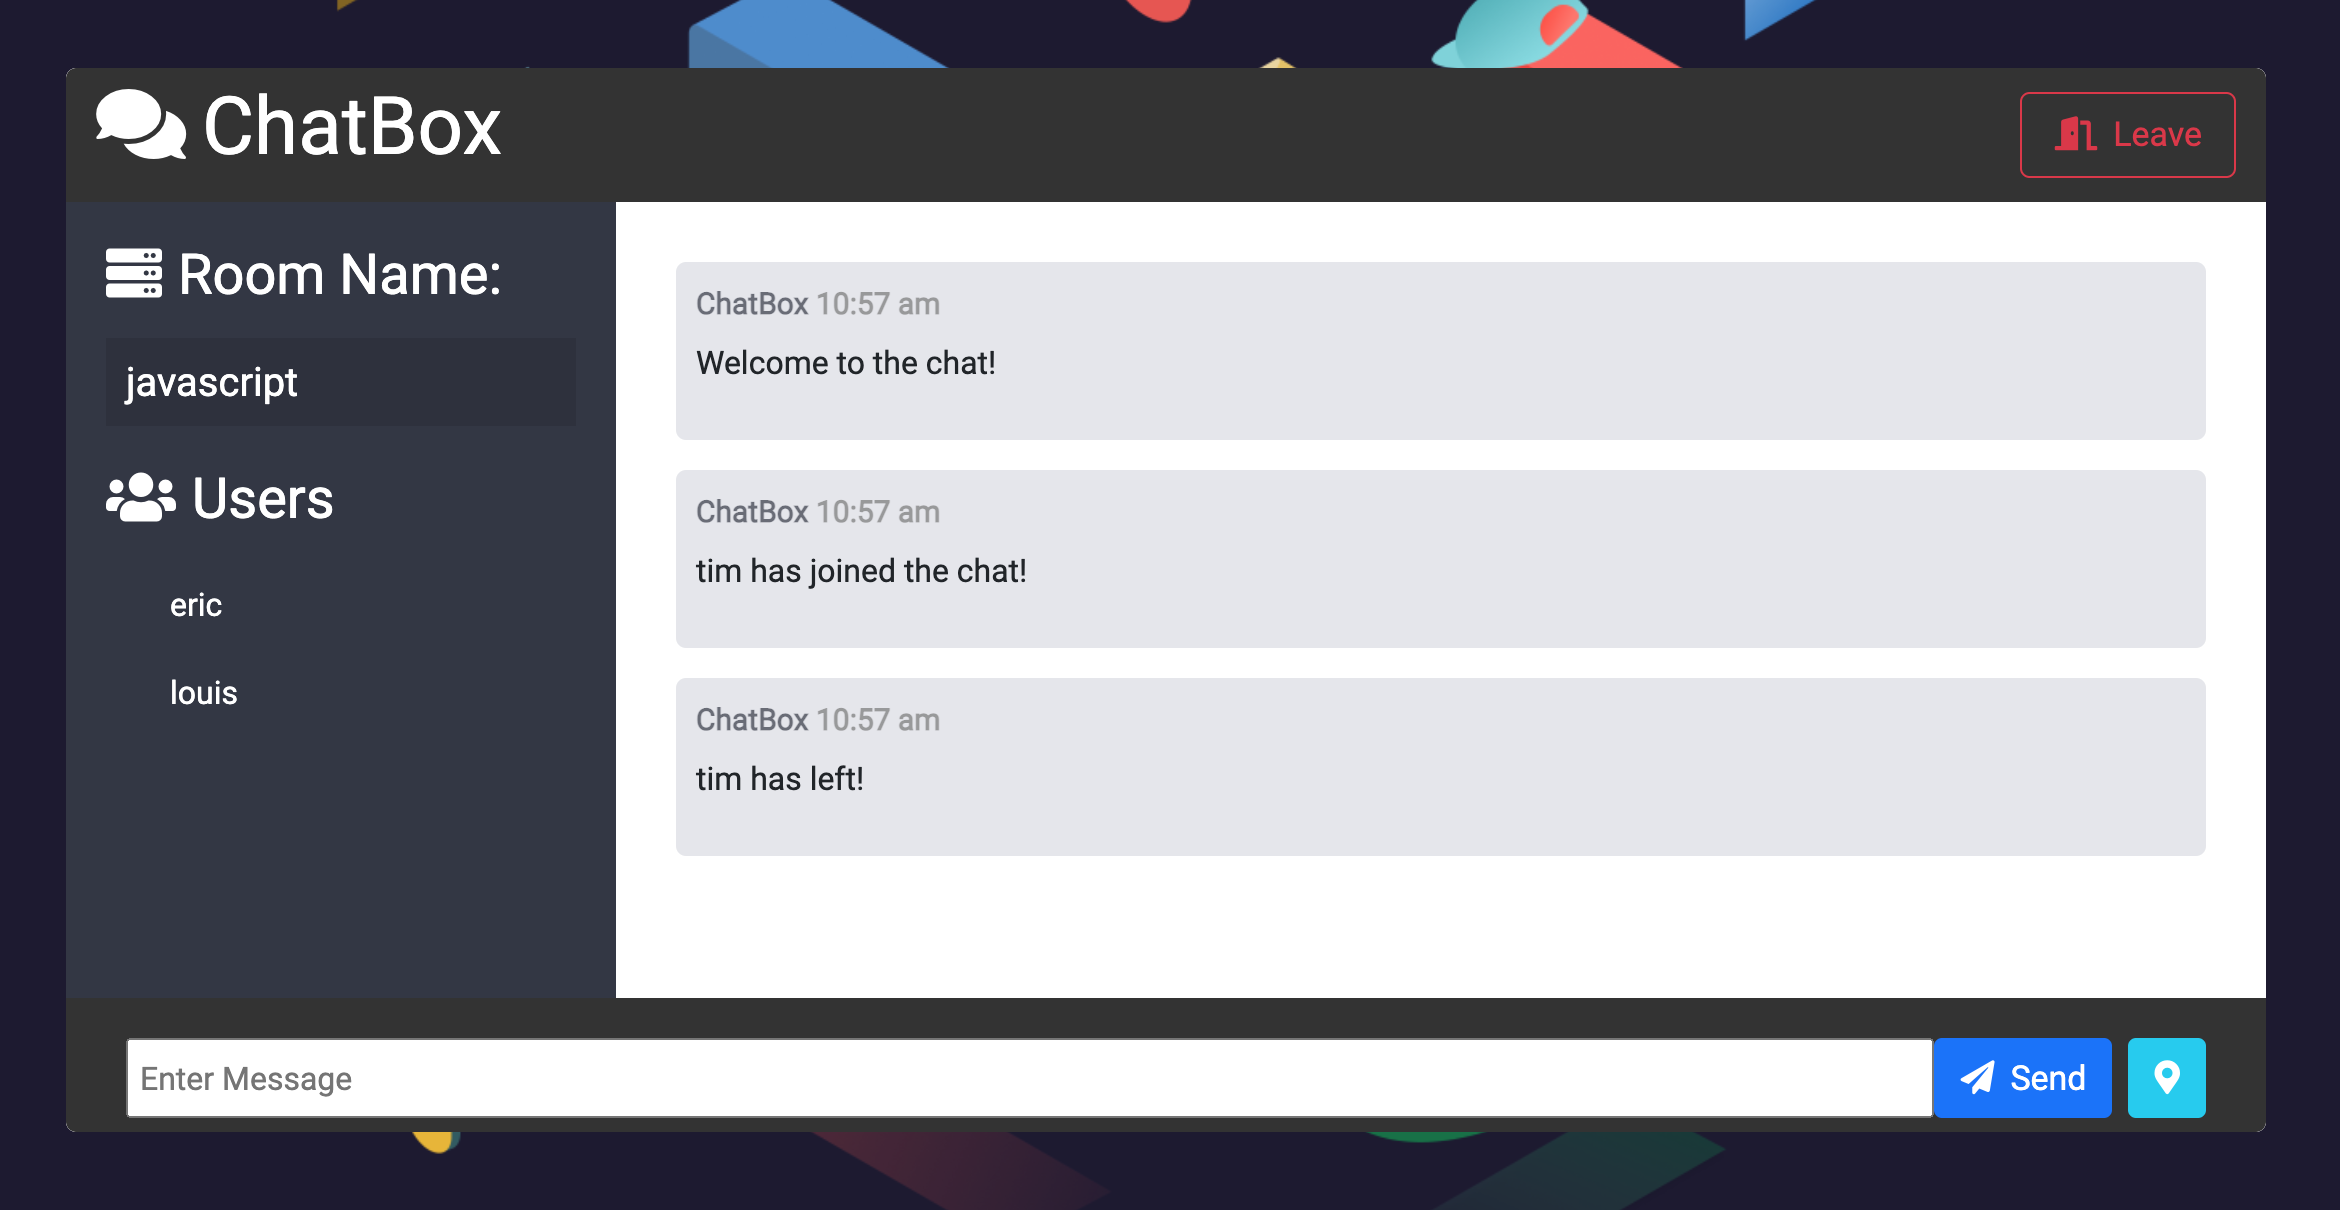 ChatBox
Leave
Room Name:
javascript
Users
eric
louis
ChatBox 10:57 am
Welcome to the chat!
ChatBox 10:57 am
tim has joined the chat!
ChatBox 10:57 am
tim has left!
Enter Message
Send